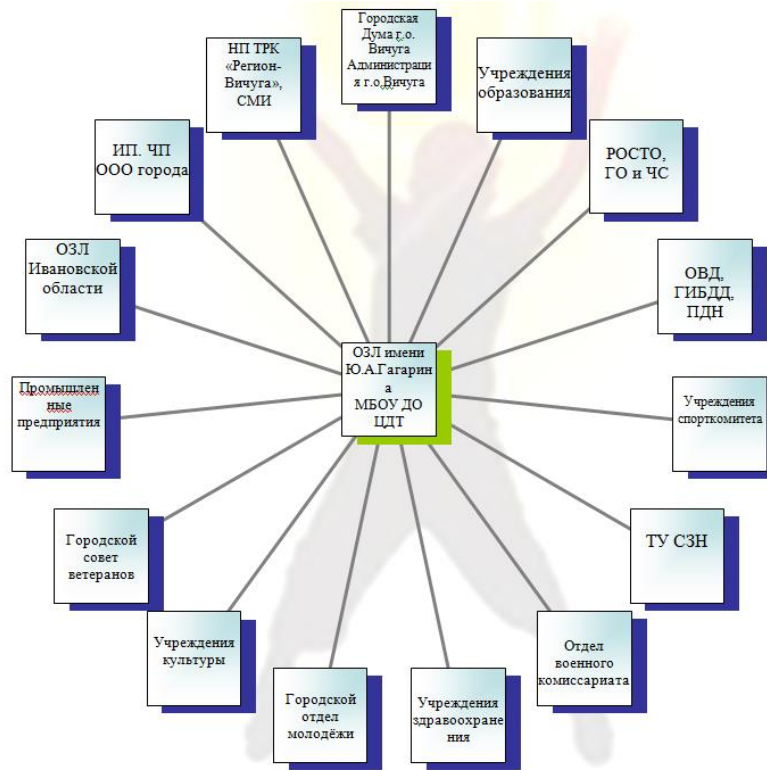 Городская
Дума г.о.
Вичуга
Администраци
я г.о.Вичуга
НП ТРК
«Регион-
Вичуга»,
СМИ
Учреждения
образования
ИП. ЧП
ООО города
РОСТО,
ГО и ЧС
ОЗЛ
Ивановской
области
ОВД,
ГИБДД,
ПДН
ОЗЛ имени
Ю.А.Гагарин
а
МБОУ ДО
ЦДТ
Промышлен
ные
предприятия
Учреждения
спорткомитета
Городской
совет
ветеранов
ТУ СЗН
Учреждения
культуры
Отдел
военного
комиссариата
Городской
отдел
молодёжи
Учреждения
здравоохране
ния